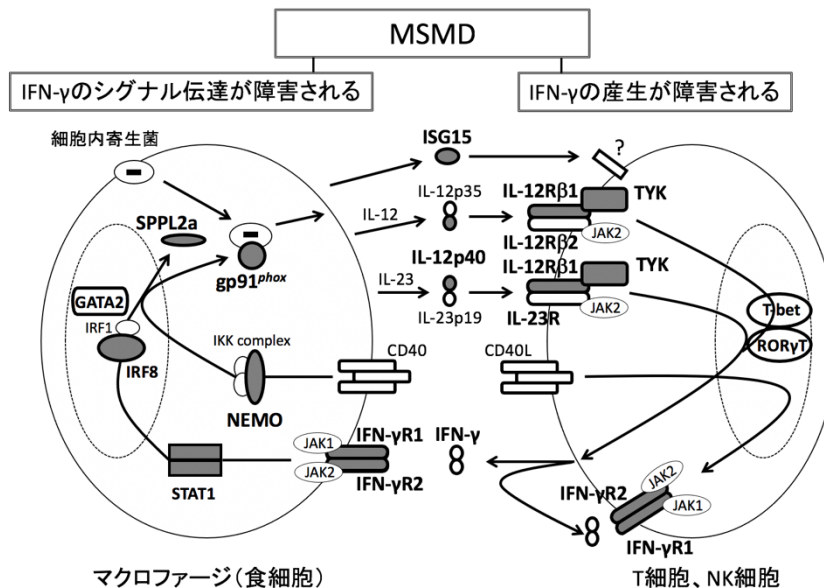 MSMD
IFN-γのシグナル伝達が障害される
IFN-γの産生が障害される
細胞内寄生菌
ISG15
?
SPPL2a
IL-12
IL-12p35
IL-12Rβ1
TYK
JAK2
IL-12Rβ2
gp91phox
IL-12p40
IL-12Rβ1
TYK
GATA2
IL-23
JAK2
IRF1
IL-23p19
IL-23R
T-bet
IRF8
IKK complex
CD40
CD40L
RORγT
NEMO
JAK1
IFN-γR1
IFN-γ
JAK2
IFN-γR2
STAT1
IFN-γR2
JAK2
JAK1
IFN-γR1
マクロファージ(食細胞)
T細胞、NK細胞